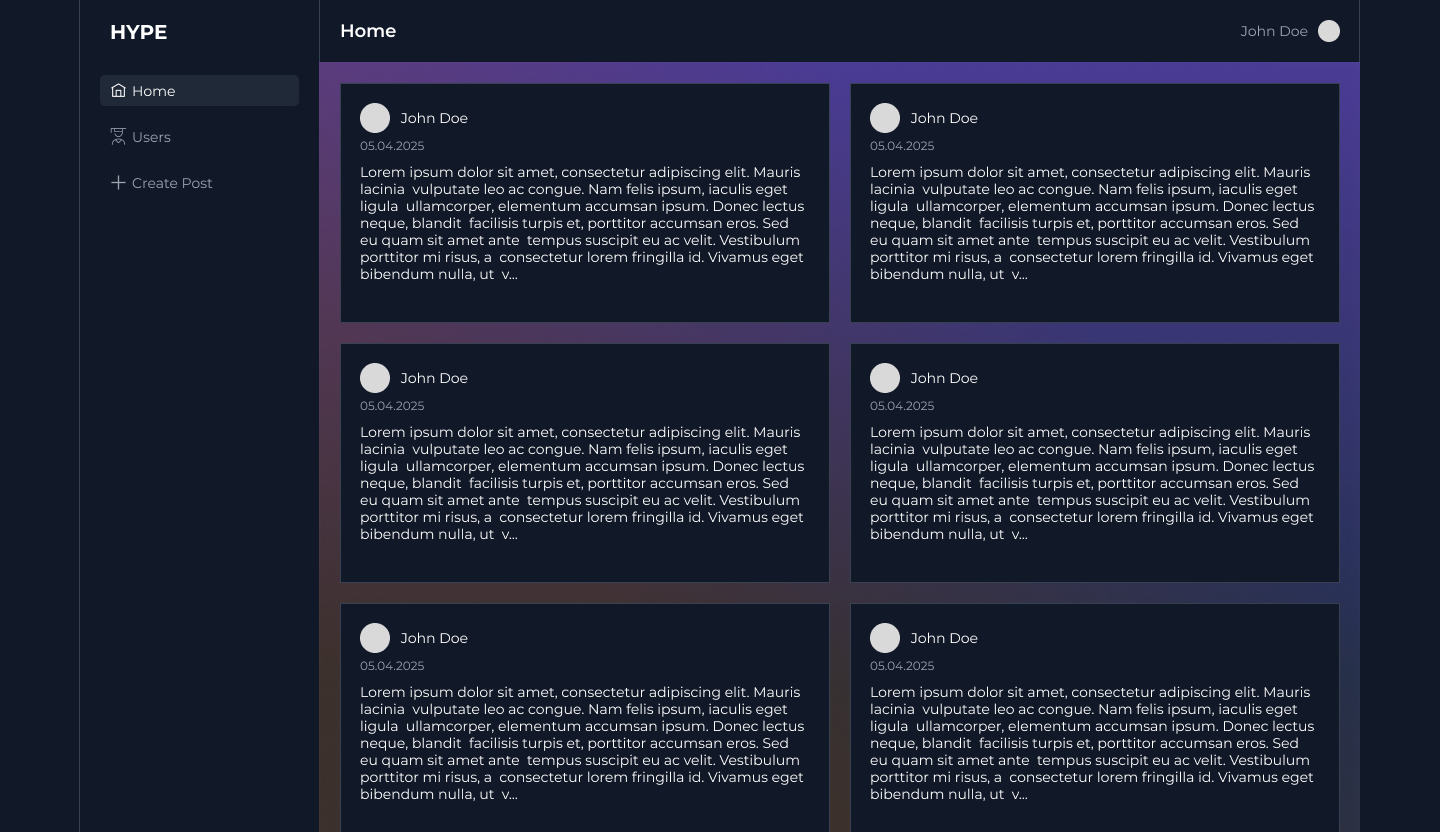 HYPE
Home
Users
Create Post
Home
John Doe
John Doe
05.04.2025
Lorem ipsum dolor sit amet, consectetur adipiscing elit. Mauris
lacinia  vulputate leo ac congue. Nam felis ipsum, iaculis eget
ligula  ullamcorper, elementum accumsan ipsum. Donec lectus
neque, blandit  facilisis turpis et, porttitor accumsan eros. Sed
eu quam sit amet ante  tempus suscipit eu ac velit. Vestibulum
porttitor mi risus, a  consectetur lorem fringilla id. Vivamus eget
bibendum nulla, ut  v...
John Doe
05.04.2025
Lorem ipsum dolor sit amet, consectetur adipiscing elit. Mauris
lacinia  vulputate leo ac congue. Nam felis ipsum, iaculis eget
ligula  ullamcorper, elementum accumsan ipsum. Donec lectus
neque, blandit  facilisis turpis et, porttitor accumsan eros. Sed
eu quam sit amet ante  tempus suscipit eu ac velit. Vestibulum
porttitor mi risus, a  consectetur lorem fringilla id. Vivamus eget
bibendum nulla, ut  v...
John Doe
05.04.2025
Lorem ipsum dolor sit amet, consectetur adipiscing elit. Mauris
lacinia  vulputate leo ac congue. Nam felis ipsum, iaculis eget
ligula  ullamcorper, elementum accumsan ipsum. Donec lectus
neque, blandit  facilisis turpis et, porttitor accumsan eros. Sed
eu quam sit amet ante  tempus suscipit eu ac velit. Vestibulum
porttitor mi risus, a  consectetur lorem fringilla id. Vivamus eget
bibendum nulla, ut  v...
John Doe
05.04.2025
Lorem ipsum dolor sit amet, consectetur adipiscing elit. Mauris
lacinia  vulputate leo ac congue. Nam felis ipsum, iaculis eget
ligula  ullamcorper, elementum accumsan ipsum. Donec lectus
neque, blandit  facilisis turpis et, porttitor accumsan eros. Sed
eu quam sit amet ante  tempus suscipit eu ac velit. Vestibulum
porttitor mi risus, a  consectetur lorem fringilla id. Vivamus eget
bibendum nulla, ut  v...
John Doe
05.04.2025
Lorem ipsum dolor sit amet, consectetur adipiscing elit. Mauris
lacinia  vulputate leo ac congue. Nam felis ipsum, iaculis eget
ligula  ullamcorper, elementum accumsan ipsum. Donec lectus
neque, blandit  facilisis turpis et, porttitor accumsan eros. Sed
eu quam sit amet ante  tempus suscipit eu ac velit. Vestibulum
porttitor mi risus, a  consectetur lorem fringilla id. Vivamus eget
bibendum nulla, ut  v...
John Doe
05.04.2025
Lorem ipsum dolor sit amet, consectetur adipiscing elit. Mauris
lacinia  vulputate leo ac congue. Nam felis ipsum, iaculis eget
ligula  ullamcorper, elementum accumsan ipsum. Donec lectus
neque, blandit  facilisis turpis et, porttitor accumsan eros. Sed
eu quam sit amet ante  tempus suscipit eu ac velit. Vestibulum
porttitor mi risus, a  consectetur lorem fringilla id. Vivamus eget
bibendum nulla, ut  v...